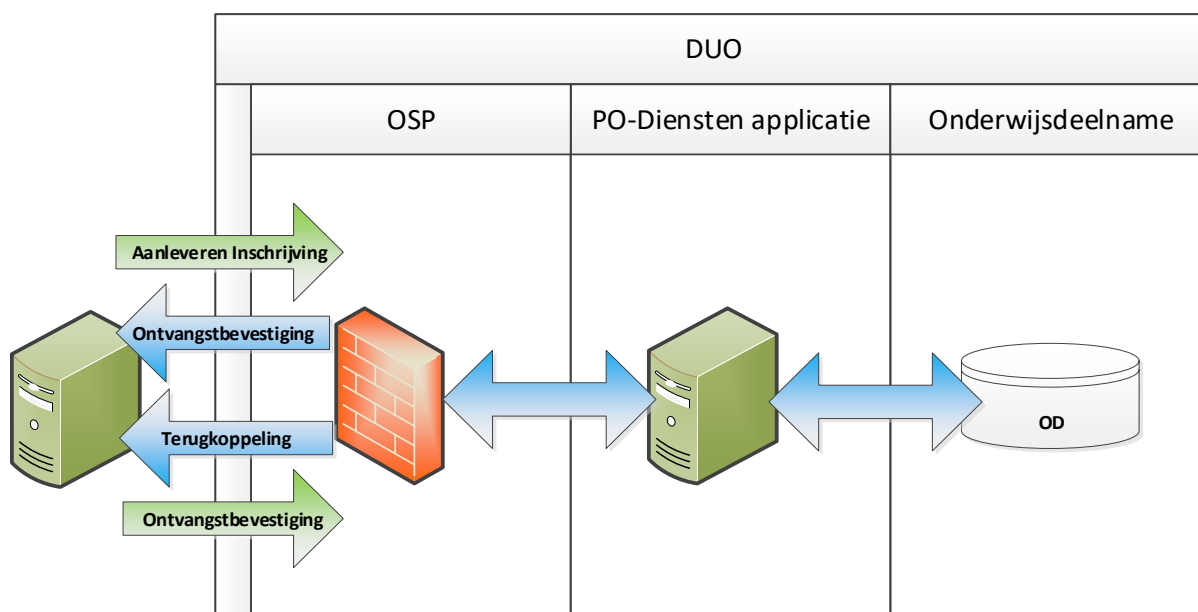 DUO
OSP
PO-Diensten applicatie
Onderwijsdeelname
Aanleveren Inschrijving
Ontvangstbevestiging
Terugkoppeling
OD
Ontvangstbevestiging